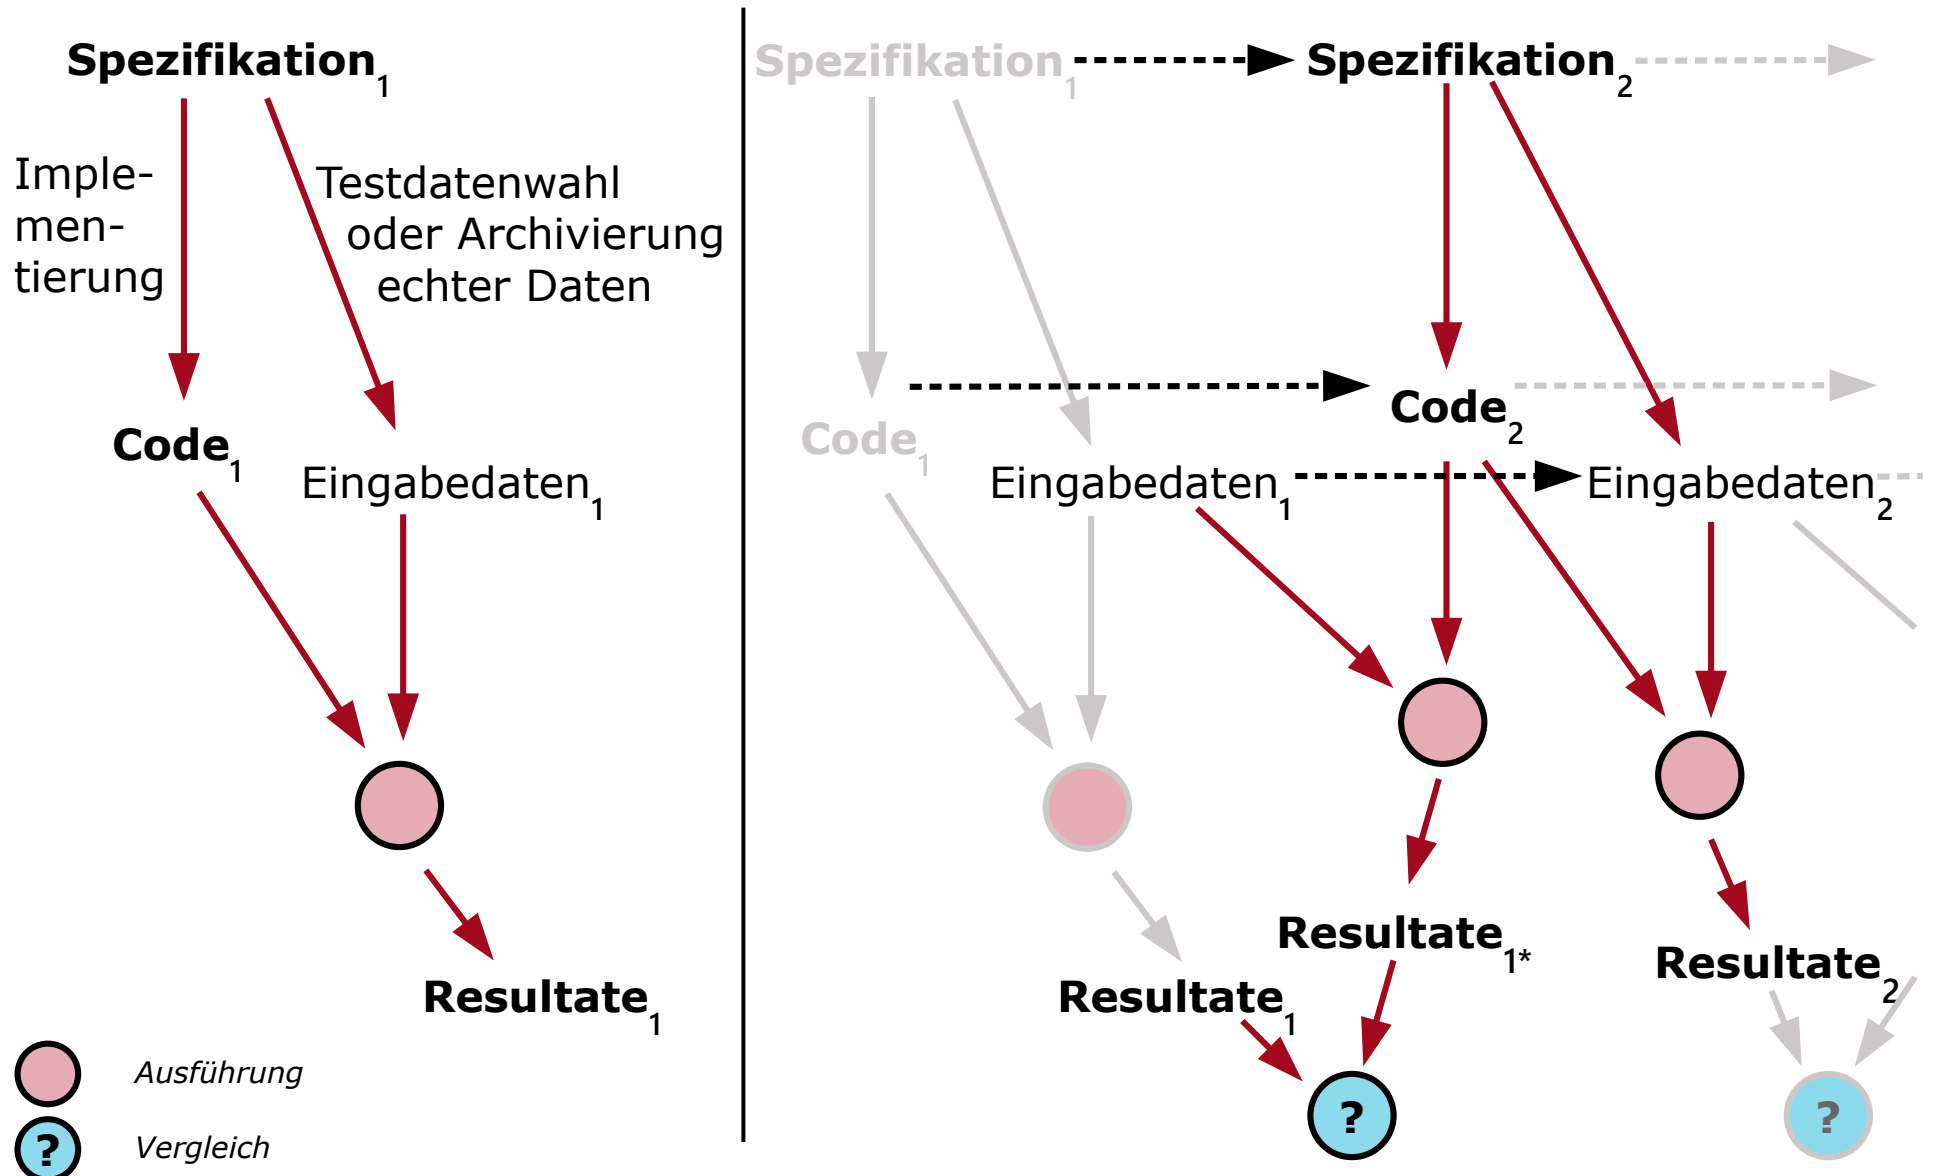 Spezifikation1
Imple-
men-
tierung
Testdatenwahl
oder Archivierung
echter Daten
Code1
Eingabedaten1
Resultate1
Ausführung
?
Vergleich
Spezifikation1
Spezifikation2
Code1
Code2
Eingabedaten1
Eingabedaten2
Resultate1*
Resultate2
Resultate1
?
?